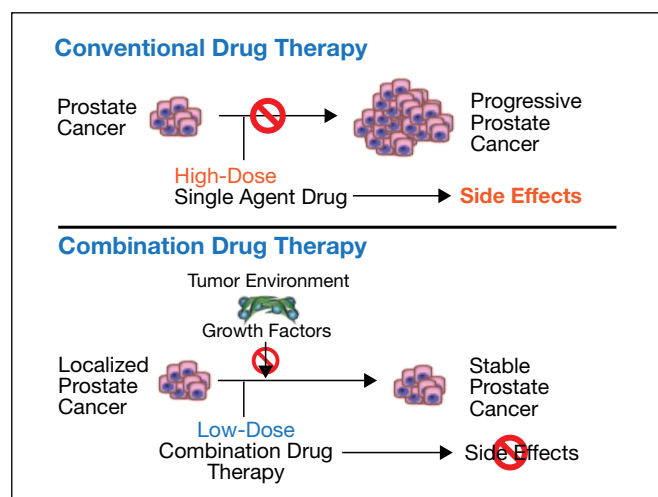 Conventional Drug Therapy
Prostate
Cancer
Progressive
Prostate
Cancer
High-Dose
Single Agent Drug
Side Effects
Combination Drug Therapy
Tumor Environment
Growth Factors
Localized
Prostate
Cancer
Stable
Prostate
Cancer
Low-Dose
Combination Drug
Therapy
Side Effects